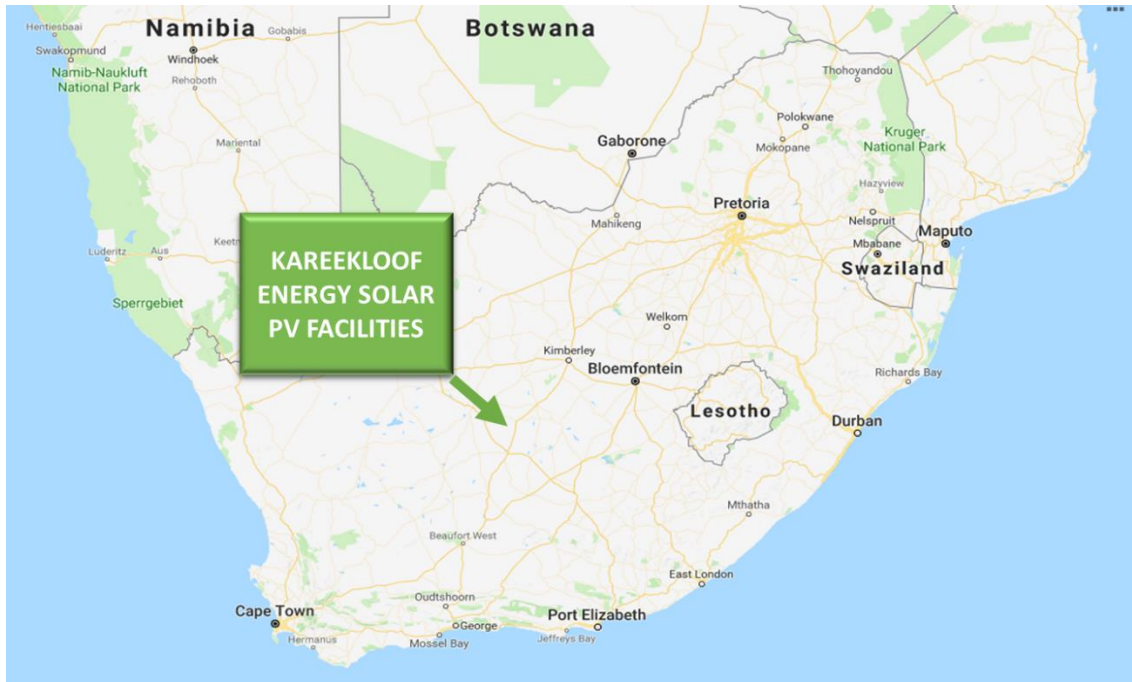 Hentiesbaai
Namibia
Gobabis
Botswana
Swakopmund
Windhoek
Namib-Naukluft
National Park
Rehoboth
Thohoyandou
Mariental
Gaborone
Polokwane
Mokopane
Kruger
National Park
Hazyview
Pretoria
Mahikeng
Nelspruit
Maputo
Mbabane
Swaziland
Lüderitz
Aus
KAREEKLOOF
ENERGY SOLAR
PV FACILITIES
Sperrgebiet
Welkom
Kimberley
Bloemfontein
Richards Bay
Lesotho
Durban
Mthatha
Beaufort West
East London
Oudtshoorn
Cape Town
George
Port Elizabeth
Hermanus
Mossel Bay
Jeffreys Bay